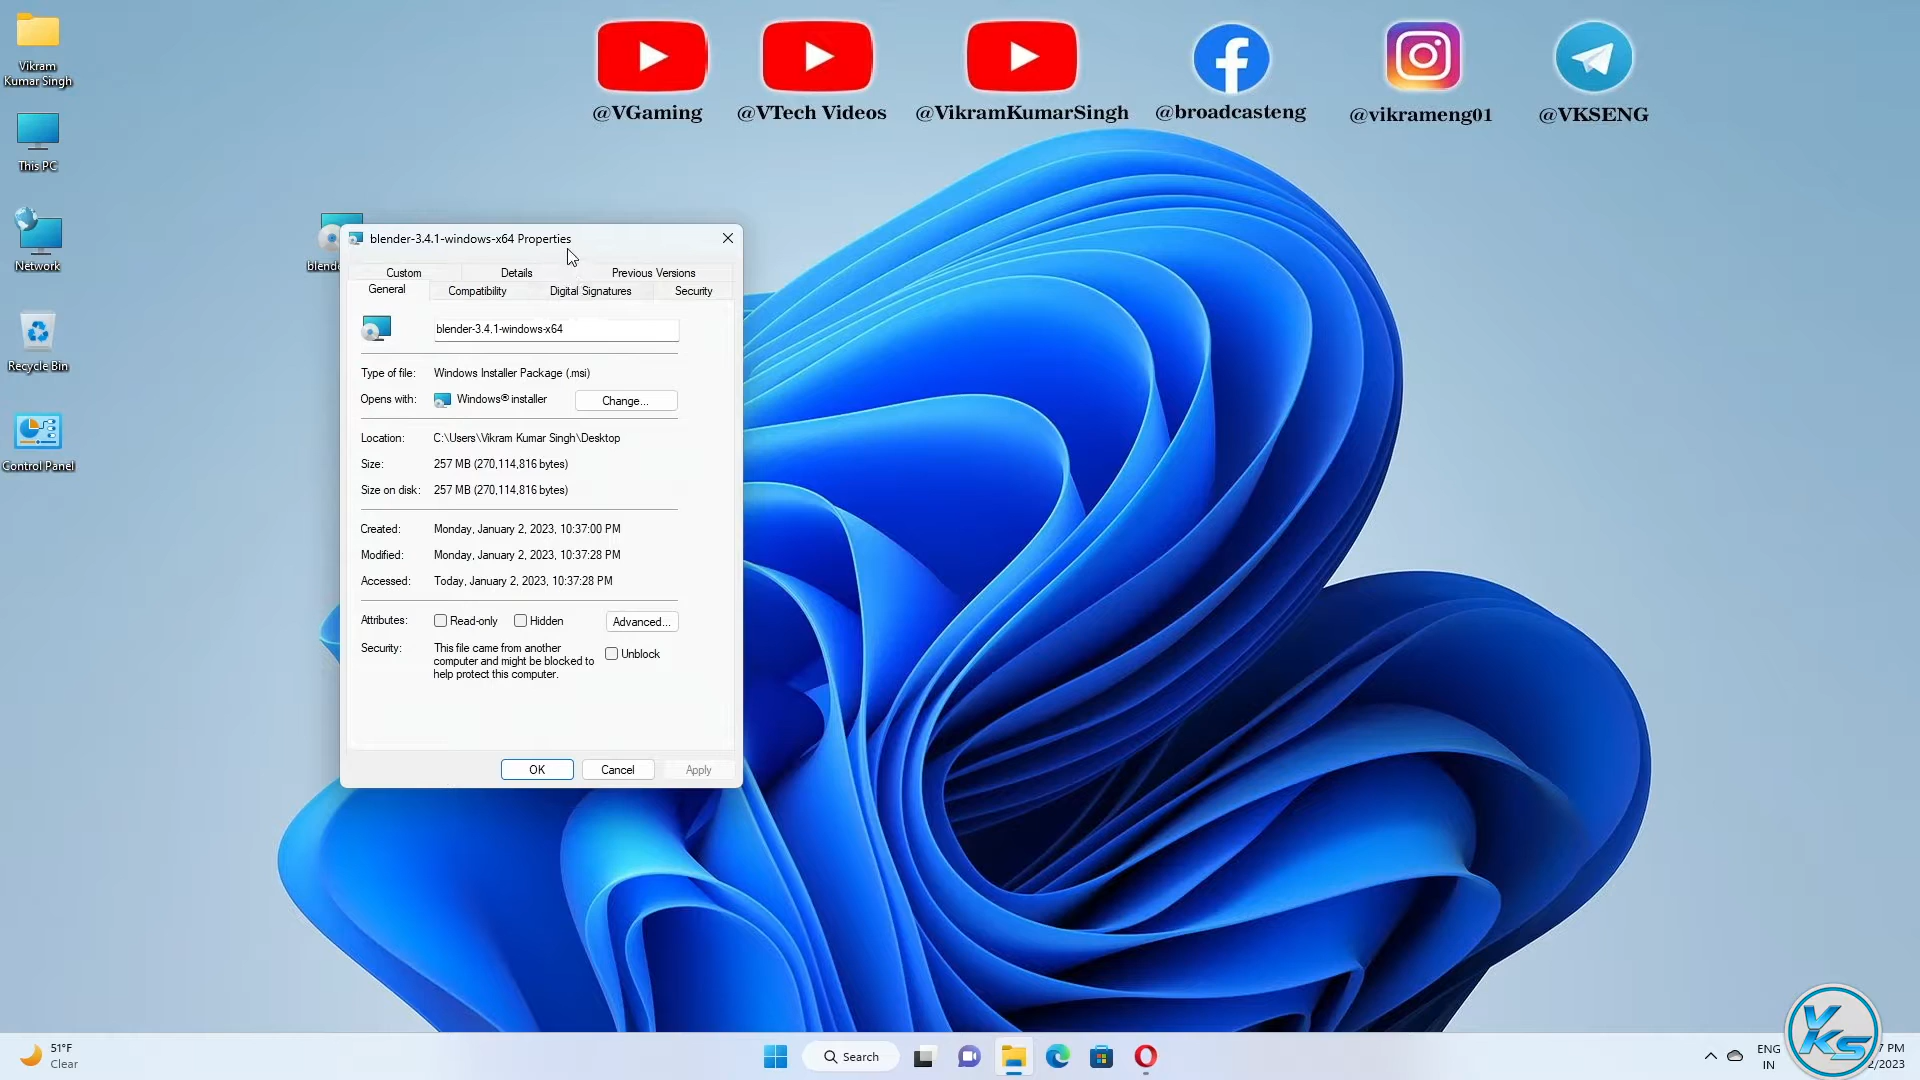 Vikram
Kumar Singh
This PC
Network
Recycle Bin
Control Panel
@VGaming
@VTech Videos
@VikramKumarSingh
@broadcasteng
@vikrameng01
@VKSENG
blender-3.4.1-windows-x64 Properties
Custom
Details
Previous Versions
General
Compatibility
Digital Signatures
Security
blender-3.4.1-windows-x64
Type of file: Windows Installer Package (.msi)
Opens with: Windows® installer
Change...
Location: C:\Users\Vikram Kumar Singh\Desktop
Size: 257 MB (270,114,816 bytes)
Size on disk: 257 MB (270,114,816 bytes)
Created: Monday, January 2, 2023, 10:37:00 PM
Modified: Monday, January 2, 2023, 10:37:28 PM
Accessed: Today, January 2, 2023, 10:37:28 PM
Attributes: Read-only Hidden Advanced...
Security: This file came from another
computer and might be blocked to
help protect this computer.
Unblock
OK
Cancel
Apply
51°F
Clear
Search
ENG
IN
7 PM
2/2023
VKS